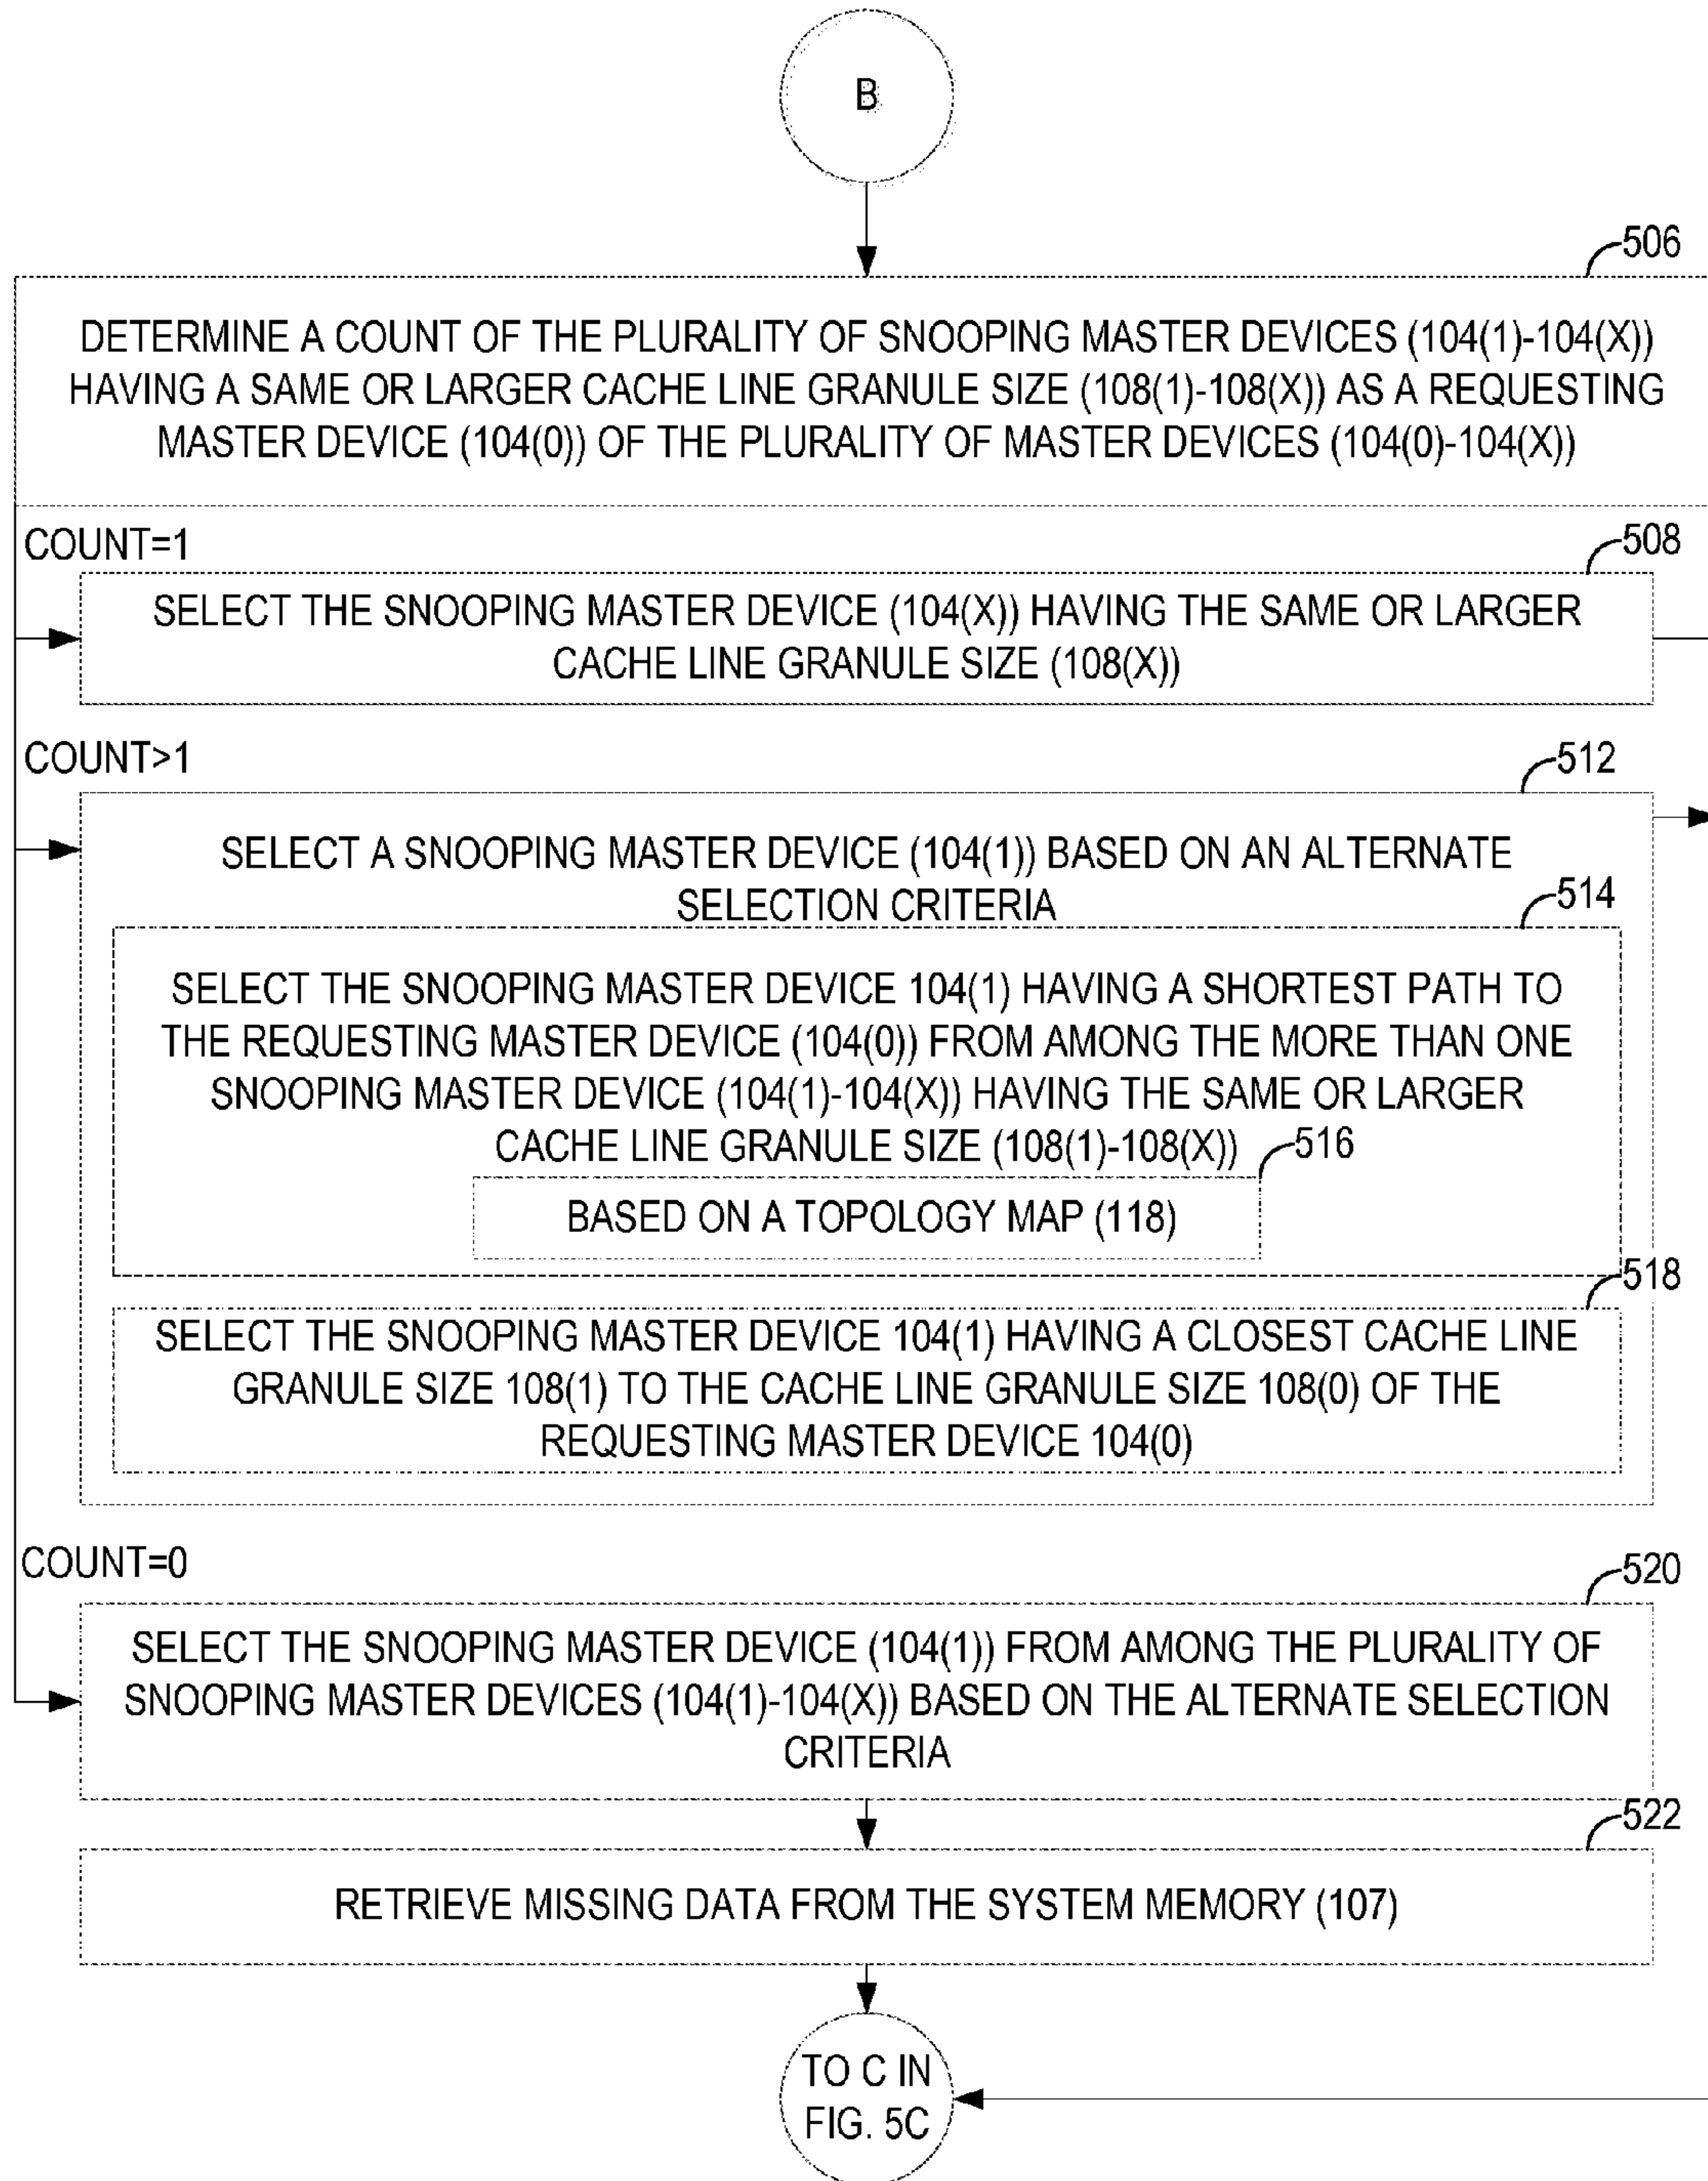 B
506
DETERMINE A COUNT OF THE PLURALITY OF SNOOPING MASTER DEVICES (104(1)-104(X))
HAVING A SAME OR LARGER CACHE LINE GRANULE SIZE (108(1)-108(X)) AS A REQUESTING
MASTER DEVICE (104(0)) OF THE PLURALITY OF MASTER DEVICES (104(0)-104(X))
COUNT=1
508
SELECT THE SNOOPING MASTER DEVICE (104(X)) HAVING THE SAME OR LARGER
CACHE LINE GRANULE SIZE (108(X))
COUNT>1
512
SELECT A SNOOPING MASTER DEVICE (104(1)) BASED ON AN ALTERNATE
SELECTION CRITERIA
514
SELECT THE SNOOPING MASTER DEVICE 104(1) HAVING A SHORTEST PATH TO
THE REQUESTING MASTER DEVICE (104(0)) FROM AMONG THE MORE THAN ONE
SNOOPING MASTER DEVICE (104(1)-104(X)) HAVING THE SAME OR LARGER
CACHE LINE GRANULE SIZE (108(1)-108(X))
516
BASED ON A TOPOLOGY MAP (118)
518
SELECT THE SNOOPING MASTER DEVICE 104(1) HAVING A CLOSEST CACHE LINE
GRANULE SIZE 108(1) TO THE CACHE LINE GRANULE SIZE 108(0) OF THE
REQUESTING MASTER DEVICE 104(0)
COUNT=0
520
SELECT THE SNOOPING MASTER DEVICE (104(1)) FROM AMONG THE PLURALITY OF
SNOOPING MASTER DEVICES (104(1)-104(X)) BASED ON THE ALTERNATE SELECTION
CRITERIA
522
RETRIEVE MISSING DATA FROM THE SYSTEM MEMORY (107)
TO C IN
FIG. 5C